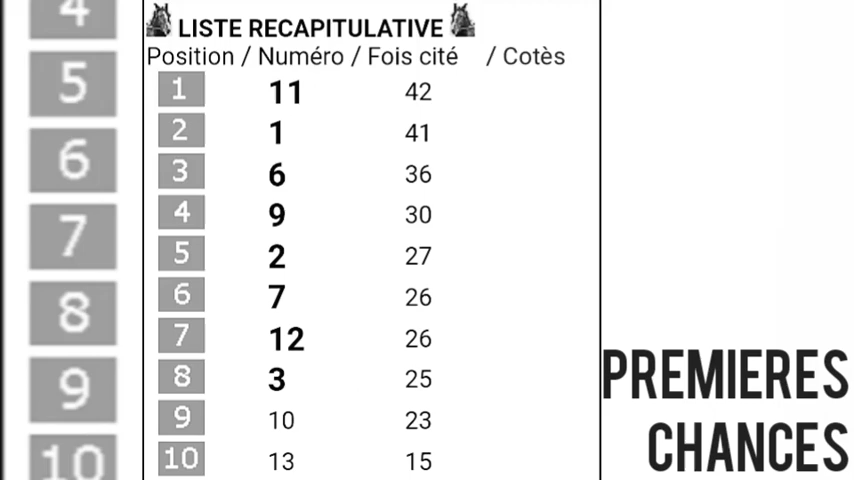 LISTE RECAPITULATIVE
Position / Numéro / Fois cité / Cotès
1 11 42
2 1 41
3 6 36
4 9 30
5 2 27
6 7 26
7 12 26
8 3 25
9 10 23
10 13 15
4
5
6
7
8
9
10
PREMIERES
CHANCES